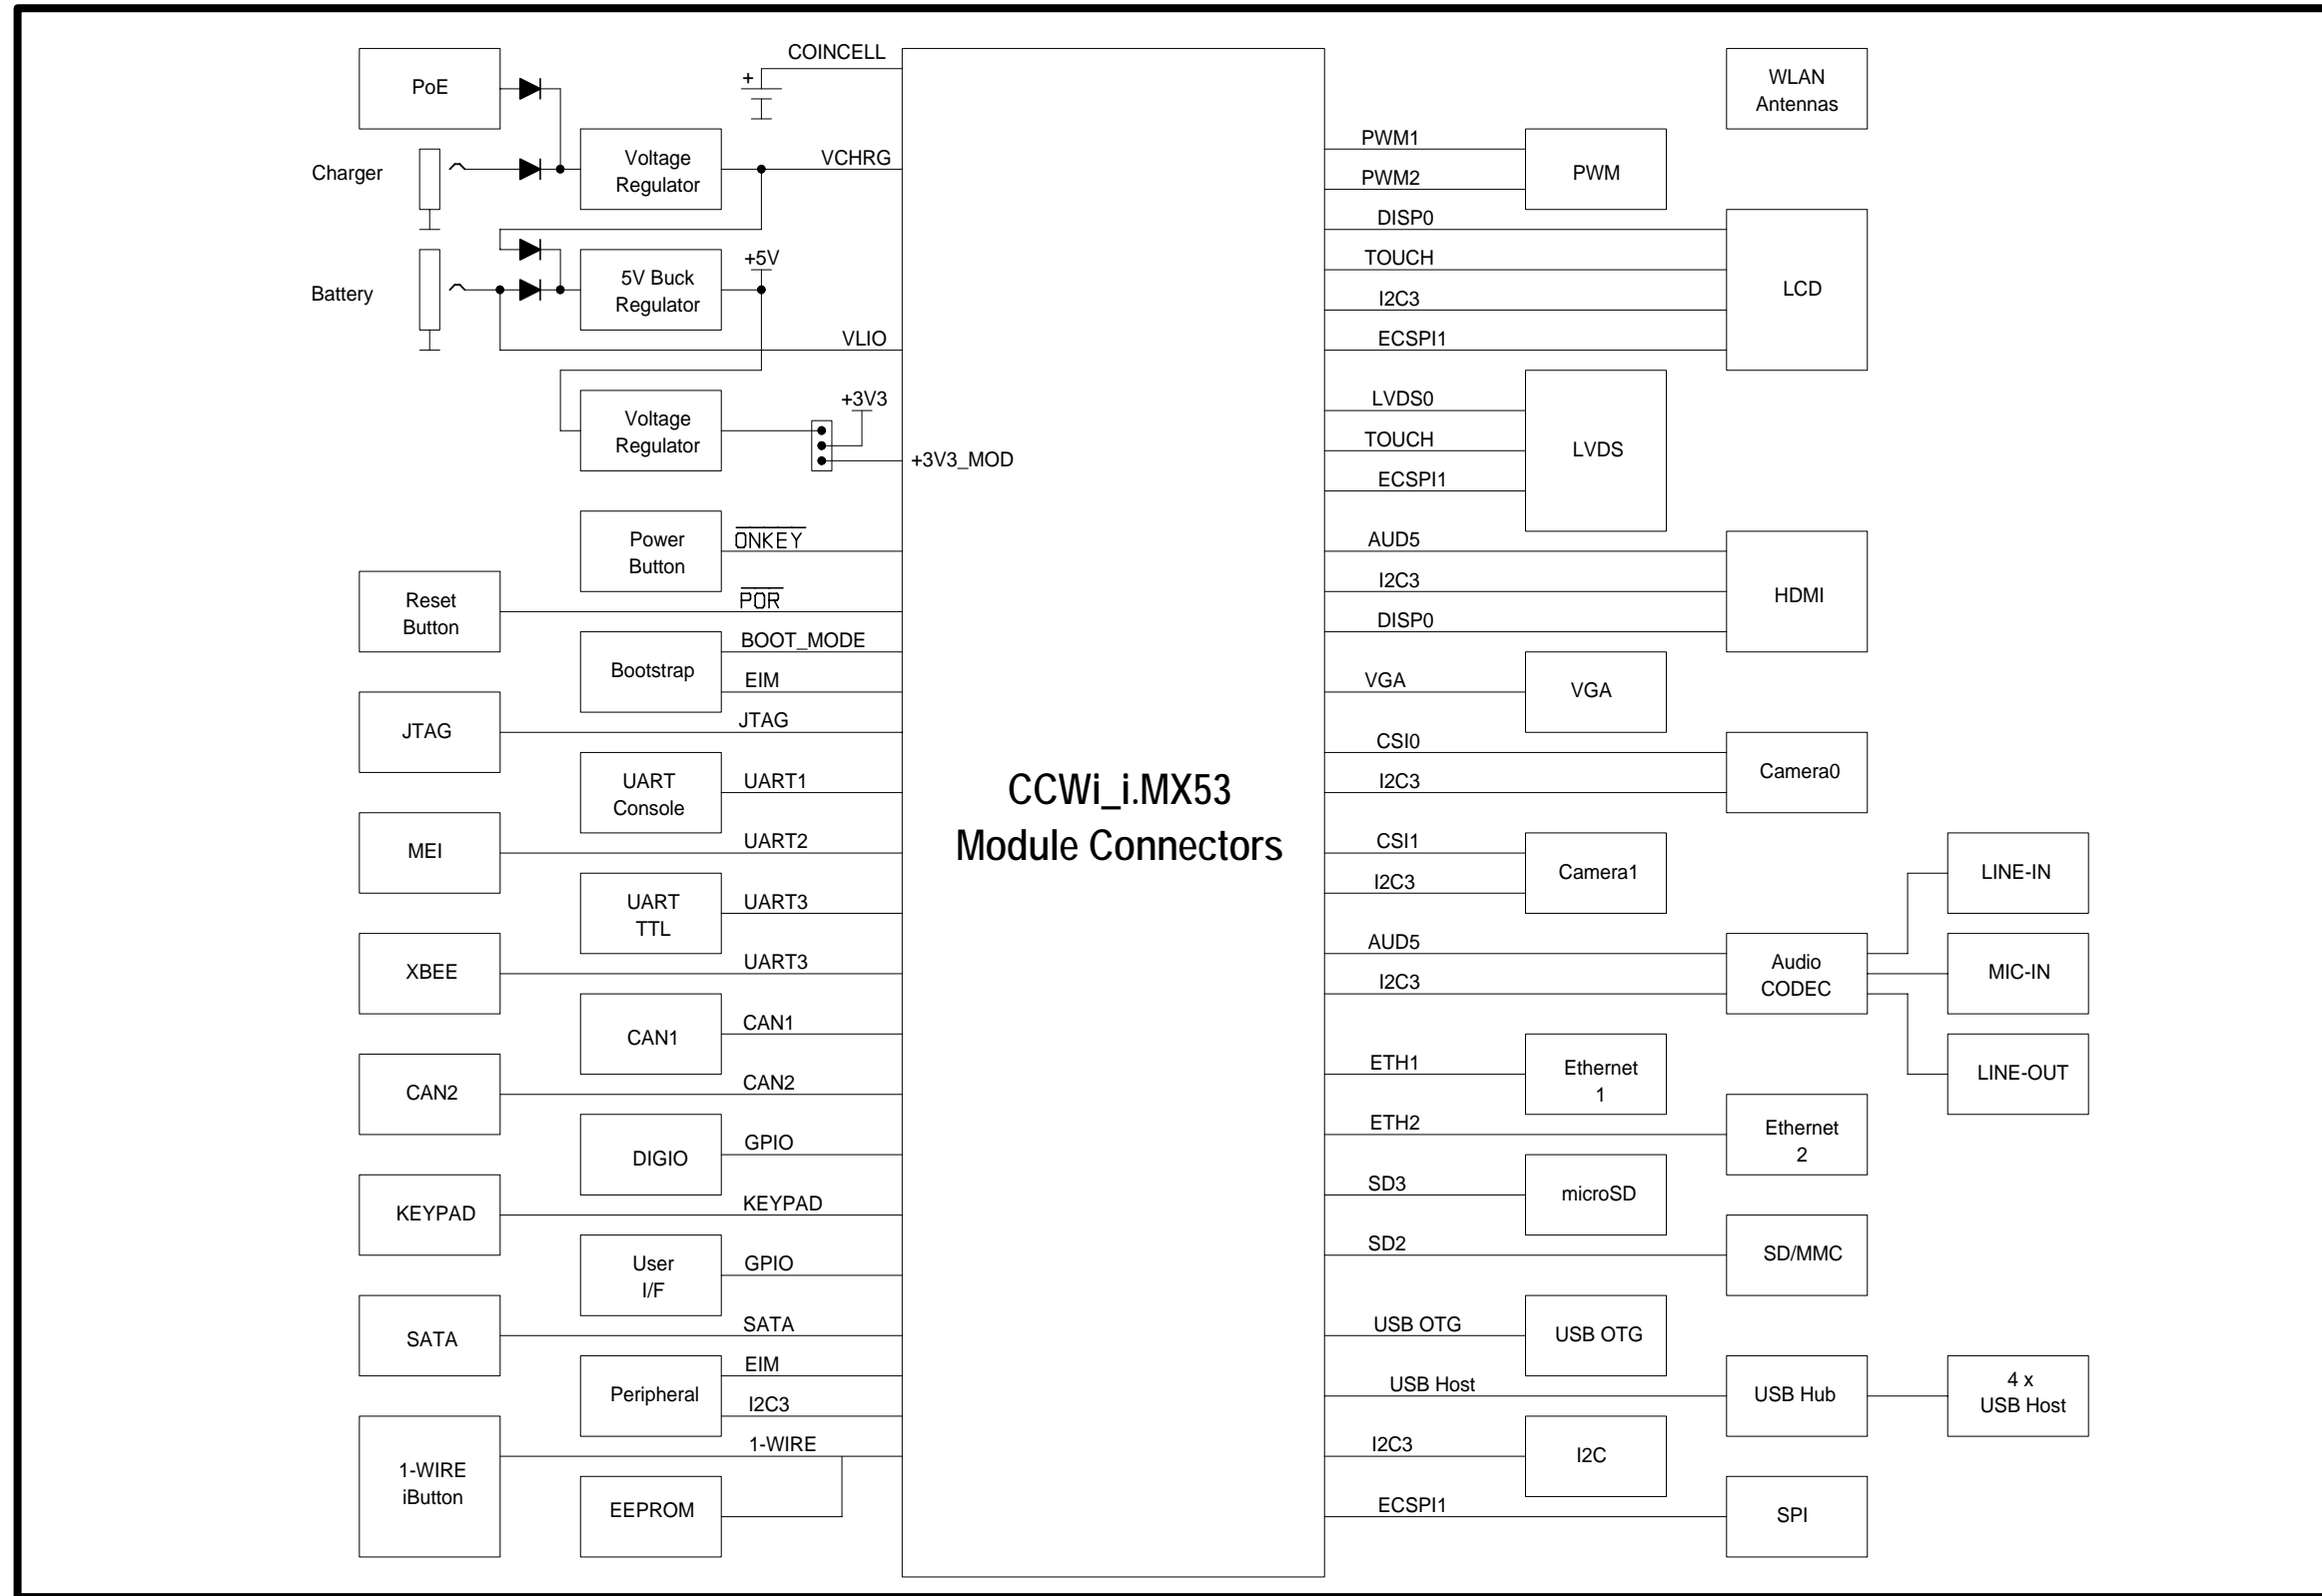 COINCELL
PoE
+
Charger
Voltage
Regulator
VCHRG
Battery
5V Buck
Regulator
+5V
VLIO
Voltage
Regulator
+3V3
+3V3_MOD
Power
Button
ONKEY
Reset
Button
POR
Bootstrap
BOOT_MODE
EIM
JTAG
JTAG
UART
Console
UART1
MEI
UART2
UART
TTL
UART3
XBEE
UART3
CAN1
CAN1
CAN2
CAN2
DIGIO
GPIO
KEYPAD
KEYPAD
User
I/F
GPIO
SATA
SATA
Peripheral
EIM
I2C3
1-WIRE
iButton
1-WIRE
EEPROM
CCWi_i.MX53
Module Connectors
WLAN
Antennas
PWM1
PWM2
PWM
DISP0
TOUCH
I2C3
ECSPI1
LCD
LVDS0
TOUCH
ECSPI1
LVDS
AUD5
I2C3
DISP0
HDMI
VGA
VGA
CSI0
I2C3
Camera0
CSI1
I2C3
Camera1
AUD5
I2C3
Audio
CODEC
LINE-IN
MIC-IN
LINE-OUT
ETH1
Ethernet
1
ETH2
Ethernet
2
SD3
microSD
SD2
SD/MMC
USB OTG
USB OTG
USB Host
USB Hub
4 x
USB Host
I2C3
I2C
ECSPI1
SPI